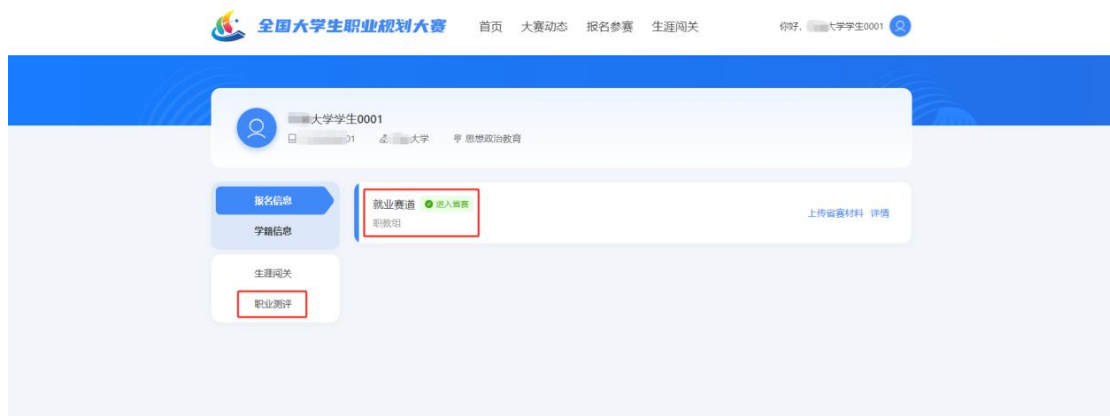 全国大学生职业规划大赛 首页 大赛动态 报名参赛 生涯闯关 你好, 大学学生0001
大学学生0001
01 大学 思想政治教育
报名信息
就业赛道 进入省赛
职教组
上传省赛材料 详情
学籍信息
生涯闯关
职业测评